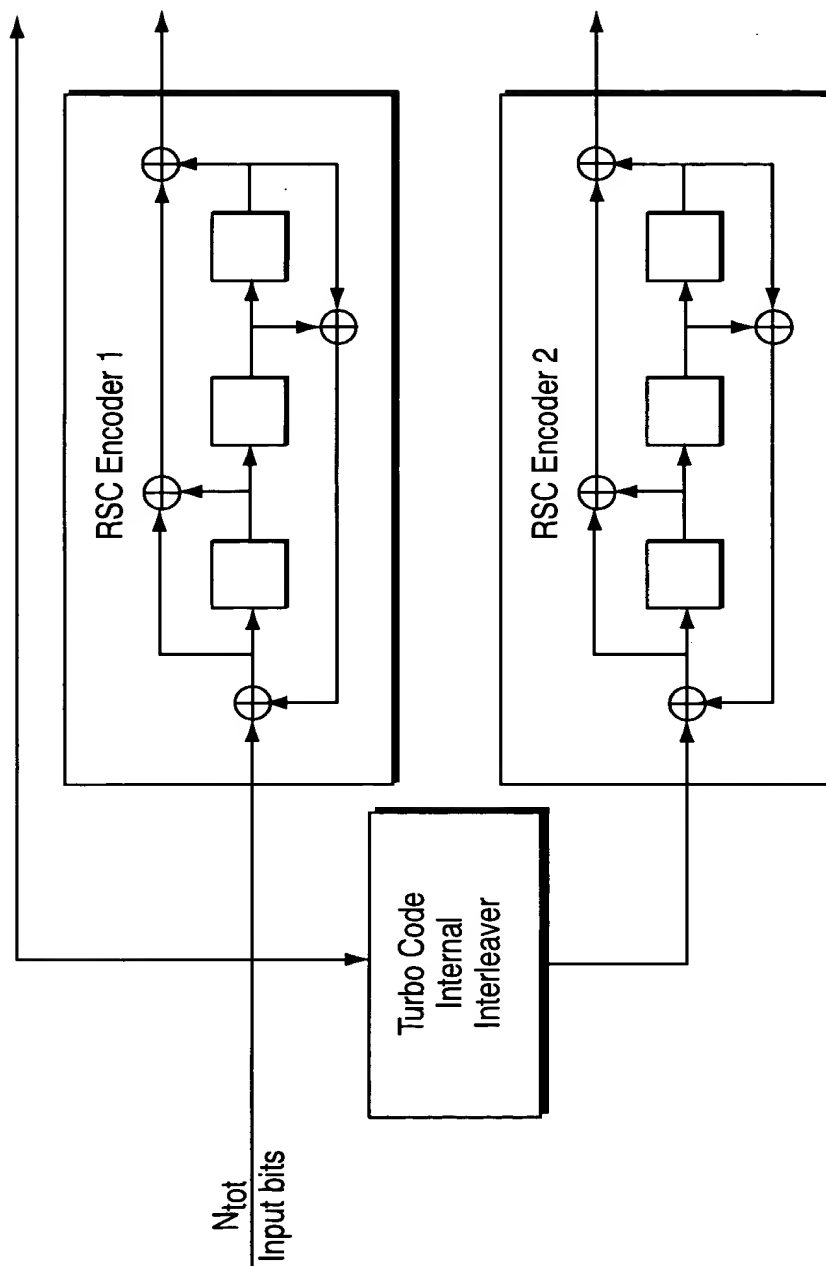 N_tot
Input bits
Turbo Code
Internal
Interleaver
RSC Encoder 1
RSC Encoder 2